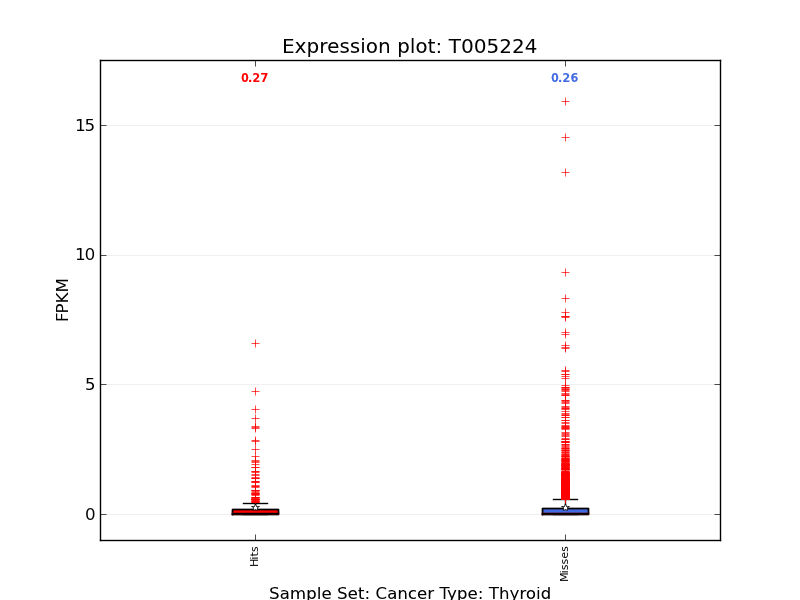 Expression plot: T005224
0.27
0.26
15
10
5
0
FPKM
Hits
Misses
Sample Set: Cancer Type: Thyroid